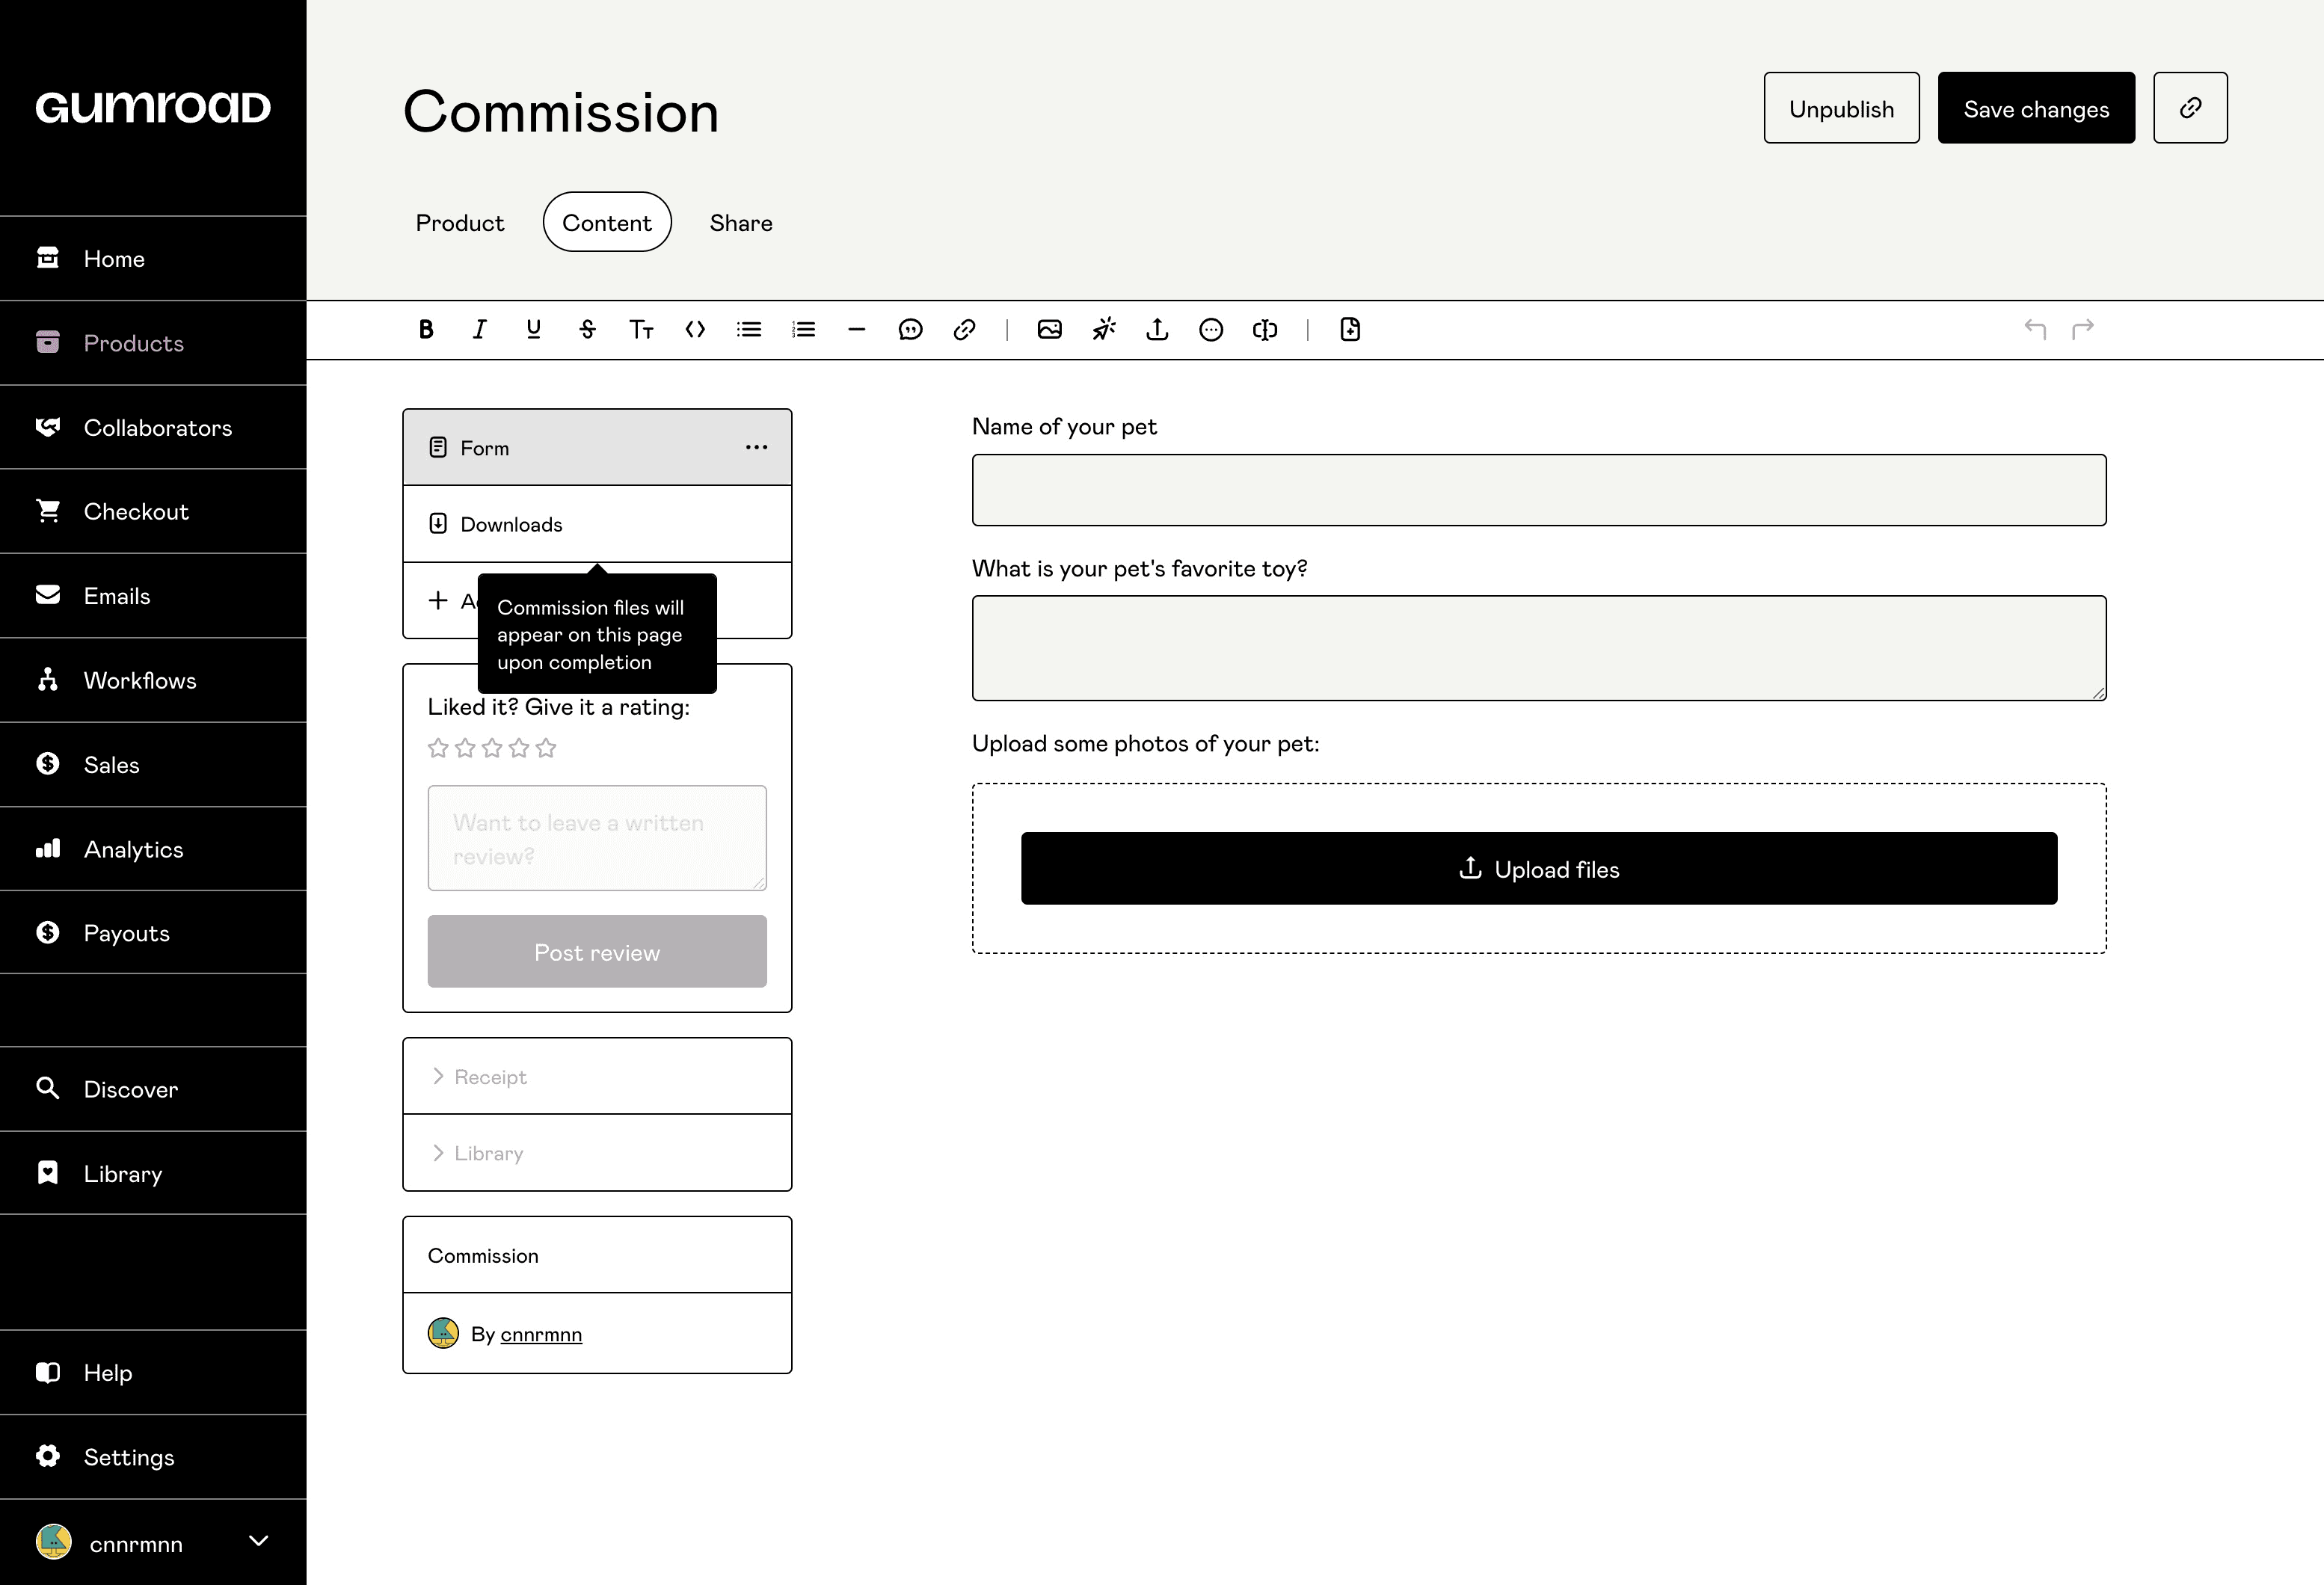 GUMROAD
Home
Products
Collaborators
Checkout
Emails
Workflows
Sales
Analytics
Payouts
Discover
Library
Help
Settings
cnnrmnn
Commission
Unpublish
Save changes
Product
Content
Share
Form
Downloads
Commission files will
appear on this page
upon completion
Liked it? Give it a rating:
Want to leave a written
review?
Post review
Receipt
Library
Commission
By cnnrmnn
Name of your pet
What is your pet's favorite toy?
Upload some photos of your pet:
Upload files